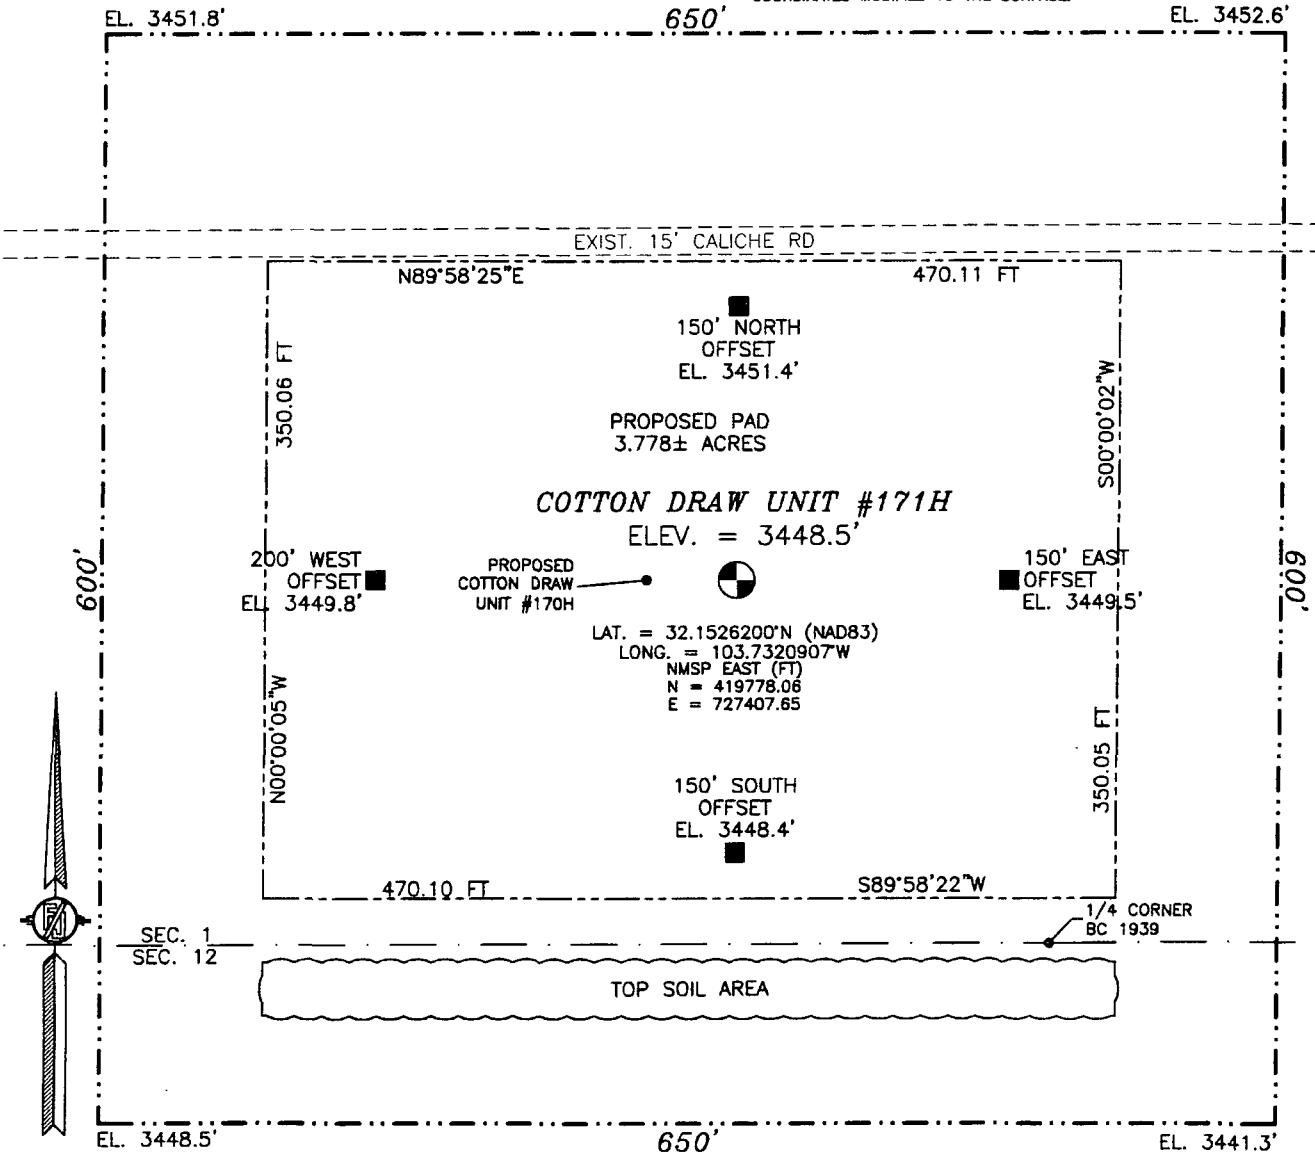 EL. 3451.8'
650'
EL. 3452.6'
EXIST. 15' CALICHE RD
N89°58'25"E
470.11 FT
150' NORTH
OFFSET
EL. 3451.4'
350.06 FT
S00°00'02"W
PROPOSED PAD
3.778± ACRES
COTTON DRAW UNIT #171H
ELEV. = 3448.5'
600'
200' WEST
OFFSET
EL. 3449.8'
PROPOSED
COTTON DRAW
UNIT #170H
150' EAST
OFFSET
EL. 3449.5'
600'
LAT. = 32.1526200°N (NAD83)
LONG. = 103.7320907°W
NMSP EAST (FT)
N = 419778.06
E = 727407.65
N00°00'05"W
350.05 FT
150' SOUTH
OFFSET
EL. 3448.4'
470.10 FT
S89°58'22"W
1/4 CORNER
BC 1939
SEC. 1
SEC. 12
TOP SOIL AREA
EL. 3448.5'
650'
EL. 3441.3'